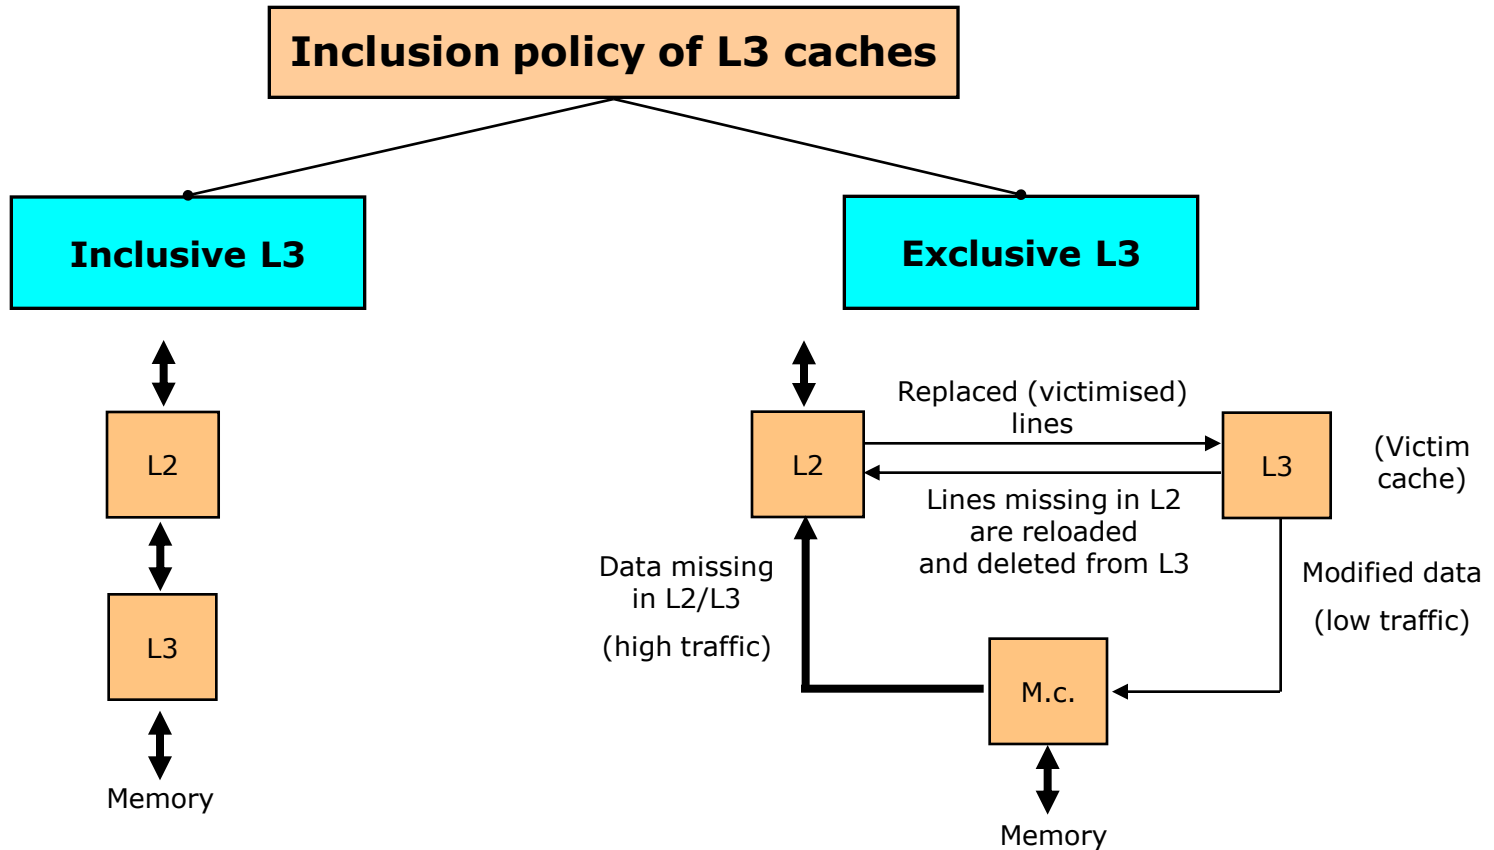 Inclusion policy of L3 caches
Inclusive L3
Exclusive L3
L2
L3
Memory
Replaced (victimised)
lines
L2
L3
(Victim
cache)
Lines missing in L2
are reloaded
and deleted from L3
Data missing
in L2/L3
(high traffic)
Modified data
(low traffic)
M.c.
Memory